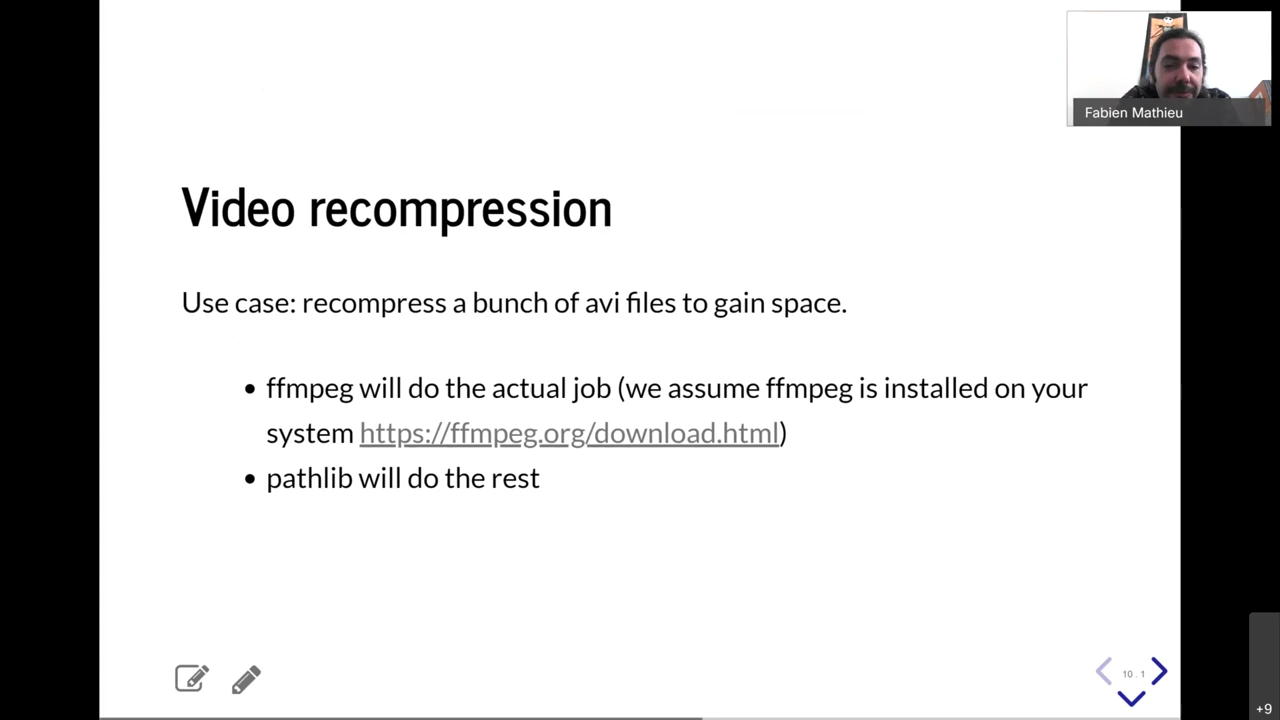 Fabien Mathieu
Video recompression
Use case: recompress a bunch of avi files to gain space.
• ffmpeg will do the actual job (we assume ffmpeg is installed on your
system https://ffmpeg.org/download.html)
• pathlib will do the rest
10 . 1
+9